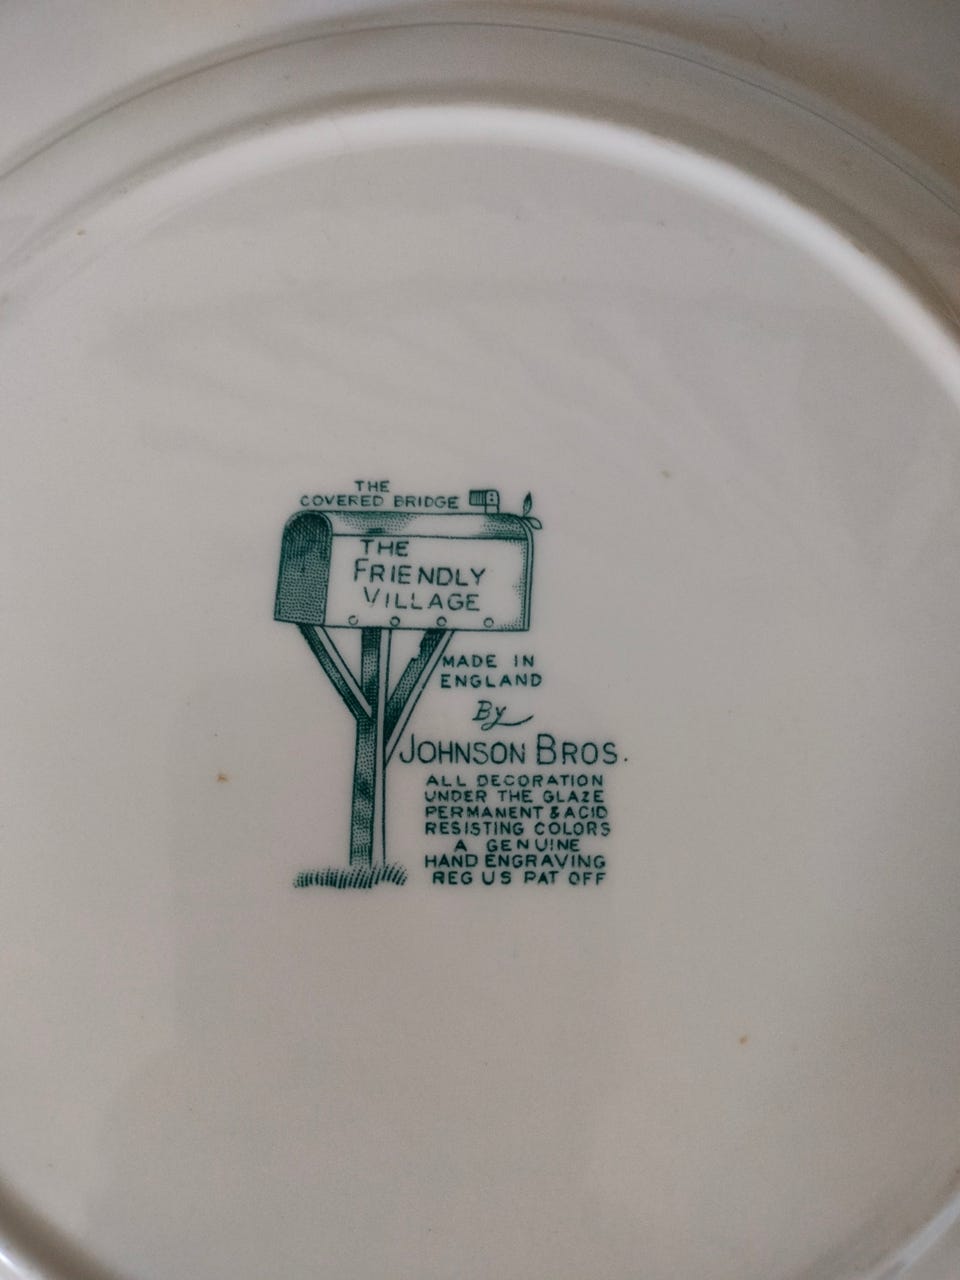 THE
COVERED BRIDGE
THE
FRIENDLY
VILLAGE
MADE IN
ENGLAND
By
JOHNSON BROS.
ALL DECORATION
UNDER THE GLAZE
PERMANENT & ACID
RESISTING COLORS
A GENUINE
HAND ENGRAVING
REG US PAT OFF